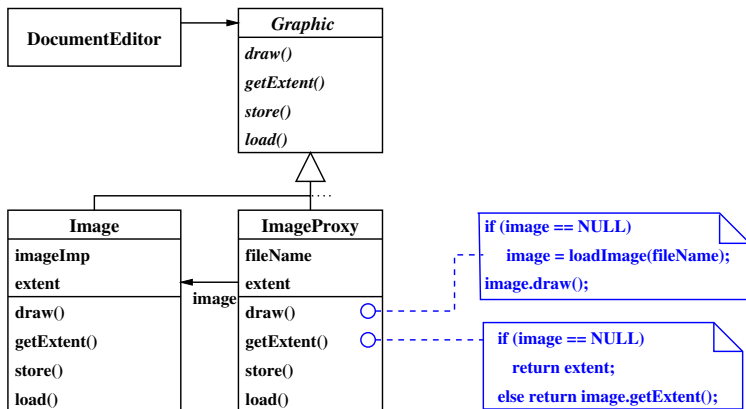 DocumentEditor
Graphic
draw()
getExtent()
store()
load()
Image
imageImp
extent
draw()
getExtent()
store()
load()
image
ImageProxy
fileName
extent
draw()
getExtent()
store()
load()
if (image == NULL)
image = loadImage(fileName);
image.draw();
if (image == NULL)
return extent;
else return image.getExtent();